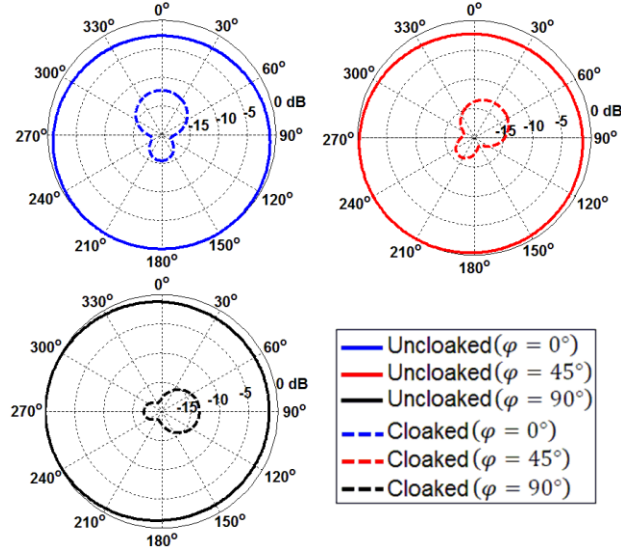 0°
330° 30°
300° 60°
0 dB
-15 -10 -5
270° 90°
240° 120°
210° 150°
180°
0°
330° 30°
300° 60°
0 dB
-15 -10 -5
270° 90°
240° 120°
210° 150°
180°
0°
330° 30°
300° 60°
0 dB
-15 -10 -5
270° 90°
240° 120°
210° 150°
180°
Uncloaked (φ = 0°)
Uncloaked (φ = 45°)
Uncloaked (φ = 90°)
Cloaked (φ = 0°)
Cloaked (φ = 45°)
Cloaked (φ = 90°)